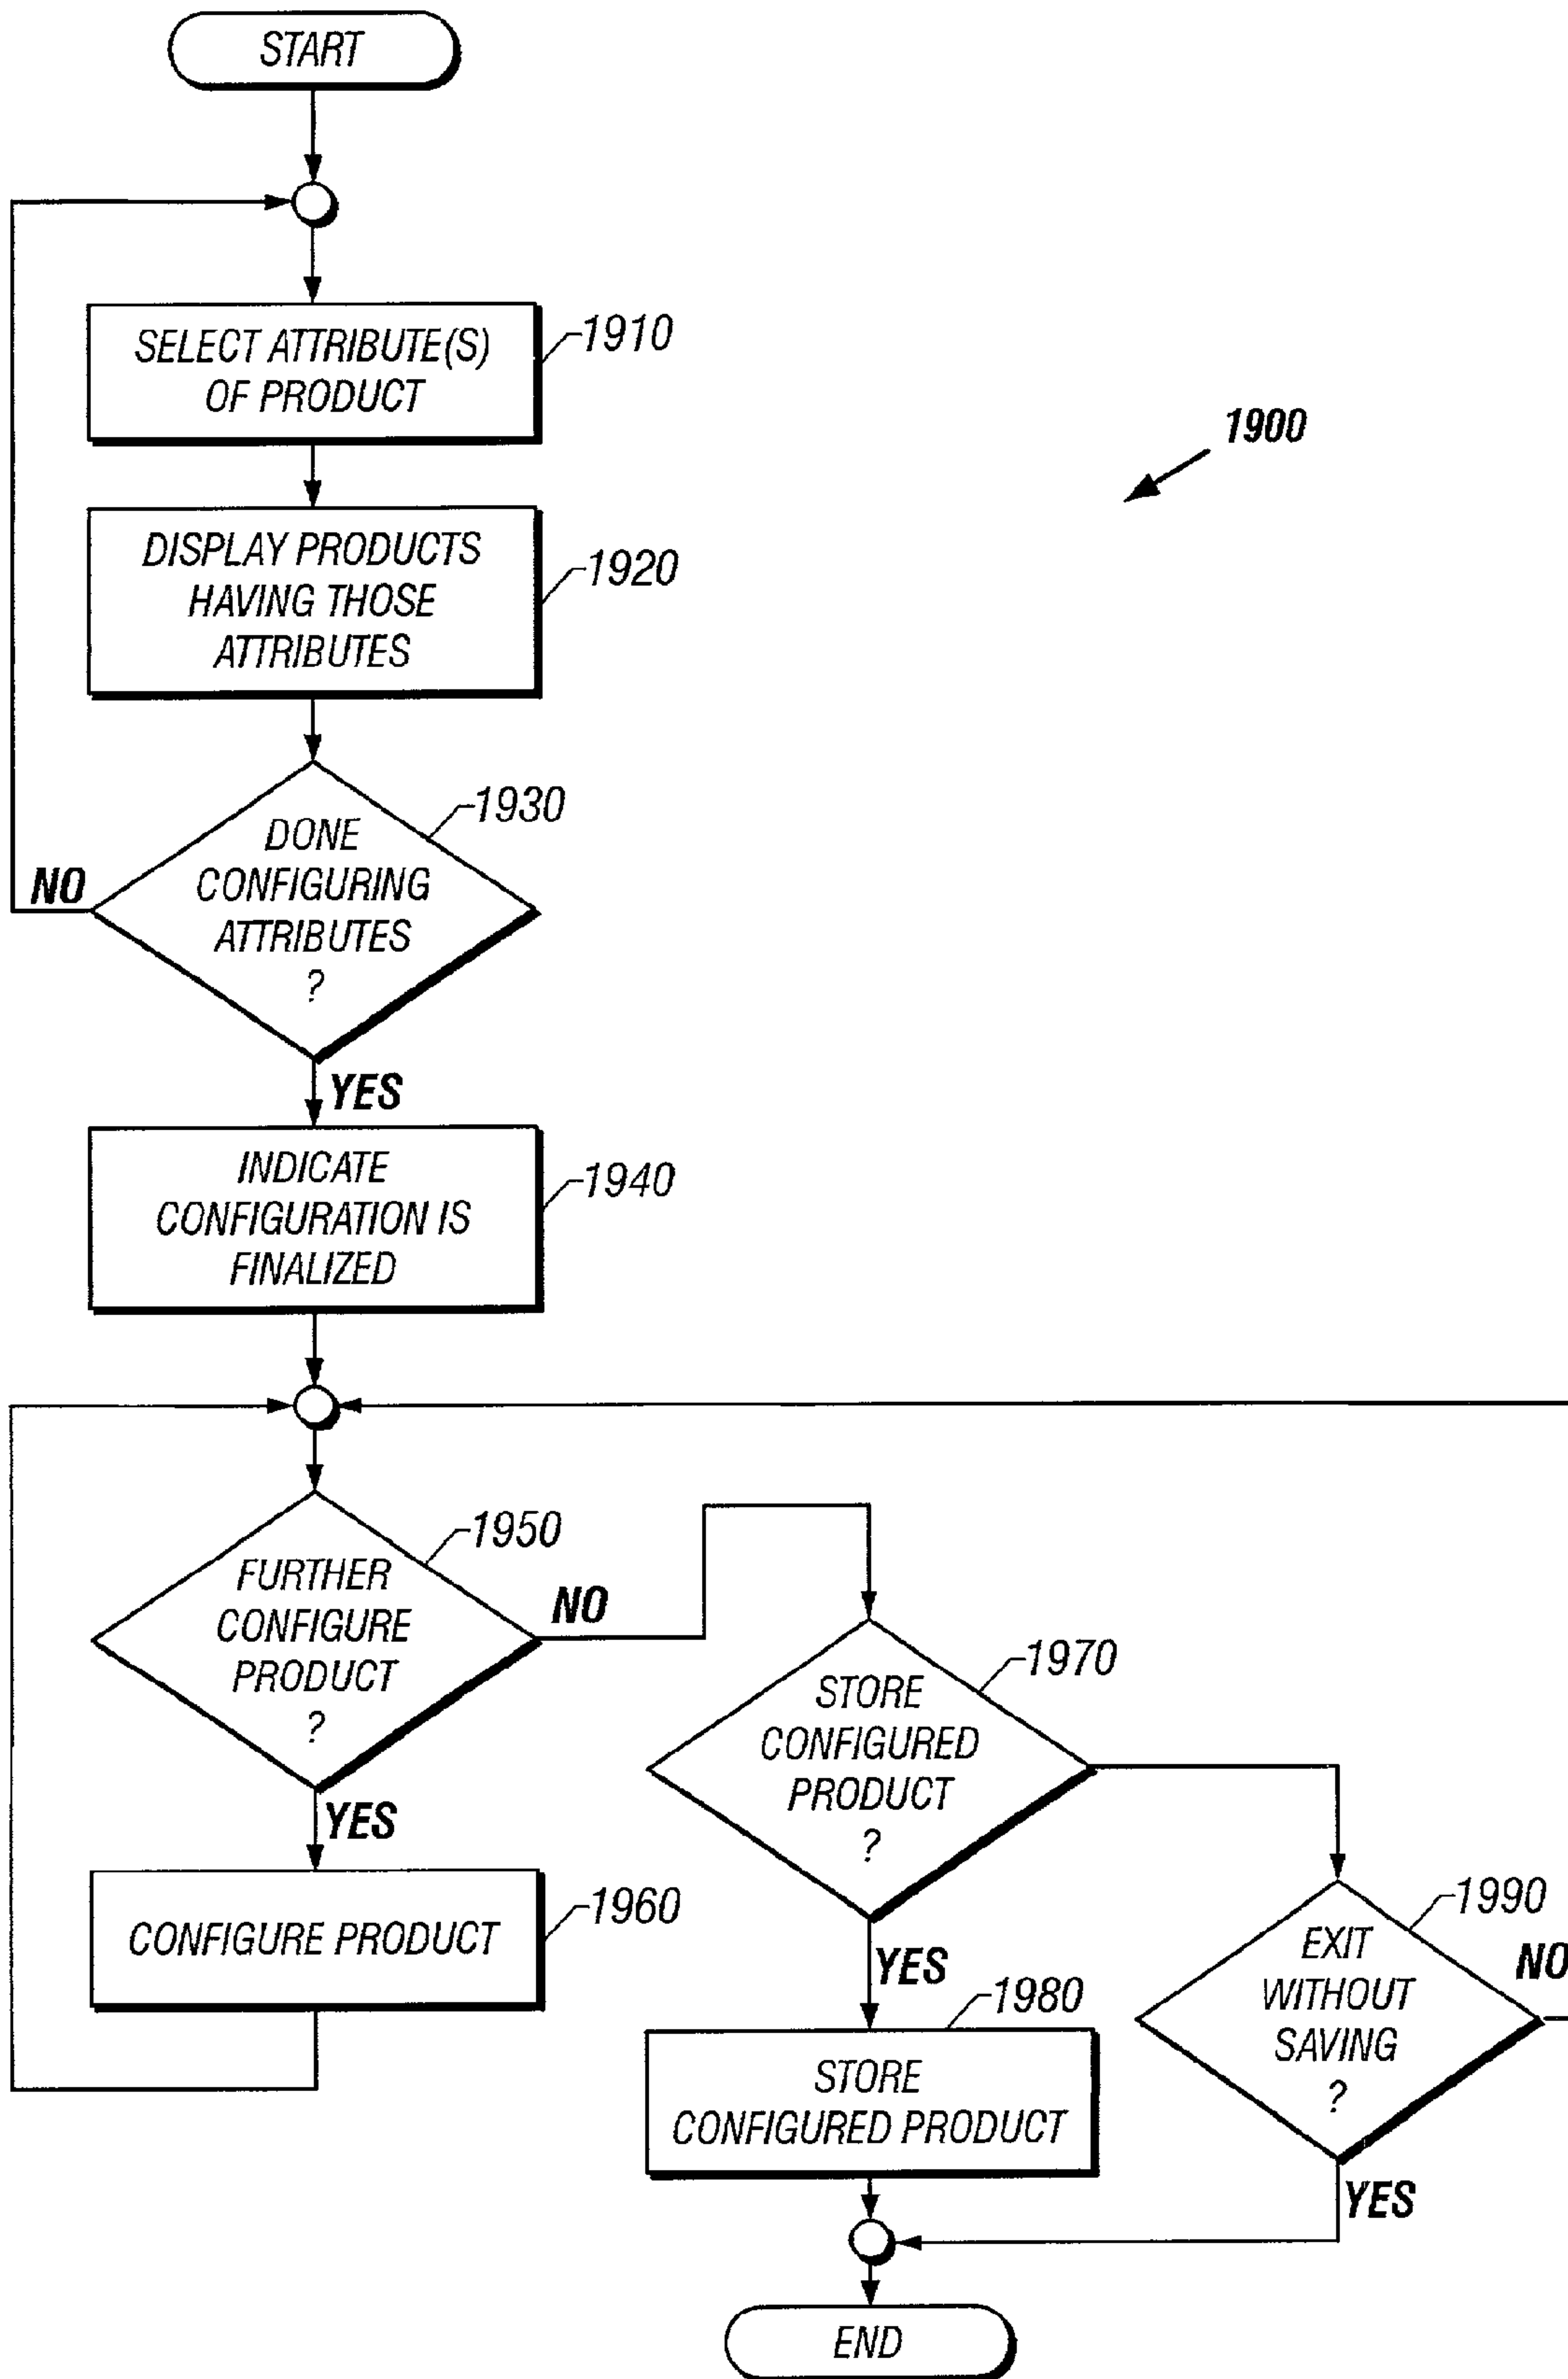 START
SELECT ATTRIBUTE(S)
OF PRODUCT
1910
1900
DISPLAY PRODUCTS
HAVING THOSE
ATTRIBUTES
1920
DONE
CONFIGURING
ATTRIBUTES
?
1930
NO
YES
INDICATE
CONFIGURATION IS
FINALIZED
1940
FURTHER
CONFIGURE
PRODUCT
?
1950
NO
YES
CONFIGURE PRODUCT
1960
STORE
CONFIGURED
PRODUCT
?
1970
YES
STORE
CONFIGURED PRODUCT
1980
EXIT
WITHOUT
SAVING
?
1990
NO
YES
END